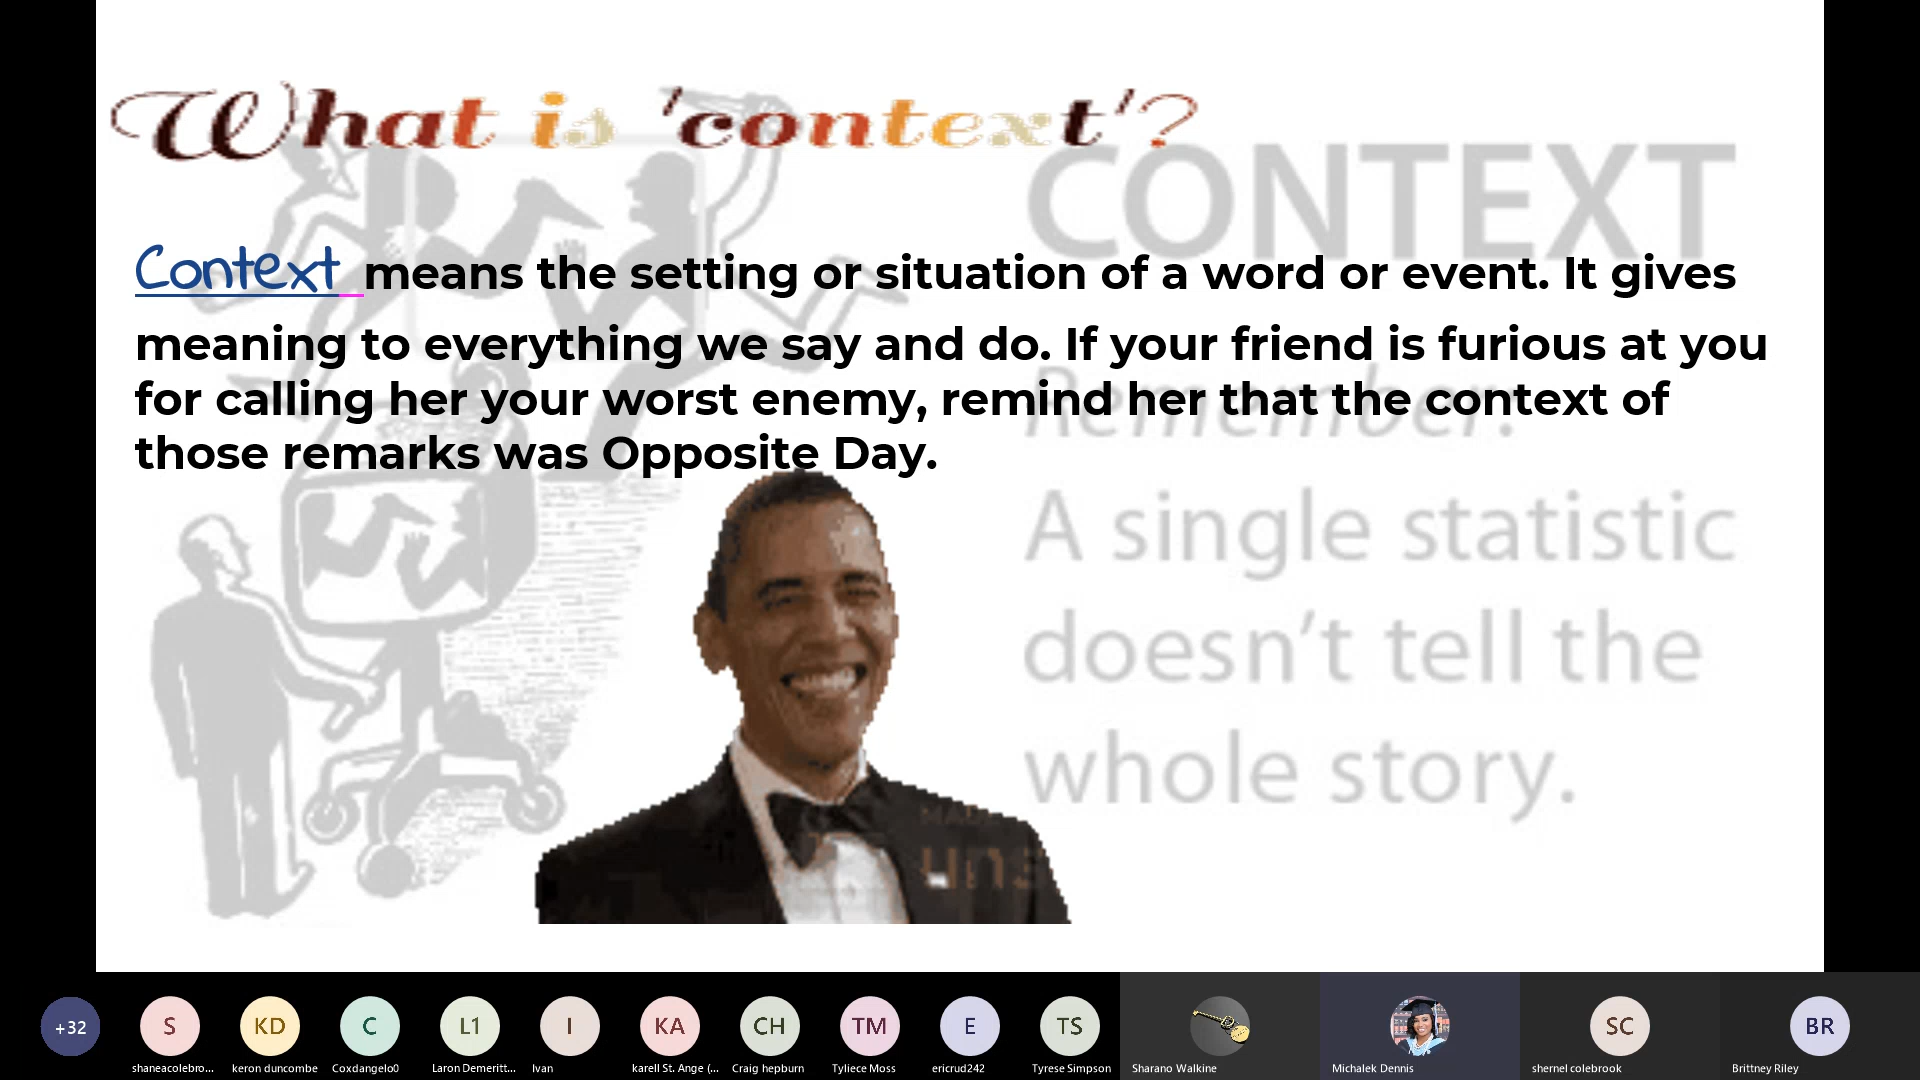 What is 'context'?
CONTEXT
Context means the setting or situation of a word or event. It gives
meaning to everything we say and do. If your friend is furious at you
for calling her your worst enemy, remind her that the context of
those remarks was Opposite Day.
Remember:
A single statistic
doesn't tell the
whole story.
+32
S
KD
C
L1
I
KA
CH
TM
E
TS
SC
BR
shaneacolebro...
keron duncombe
Coxdangelo0
Laron Demeritt...
Ivan
karell St. Ange (...
Craig hepburn
Tyliece Moss
ericrud242
Tyrese Simpson
Sharano Walkine
Michalek Dennis
shernel colebrook
Brittney Riley